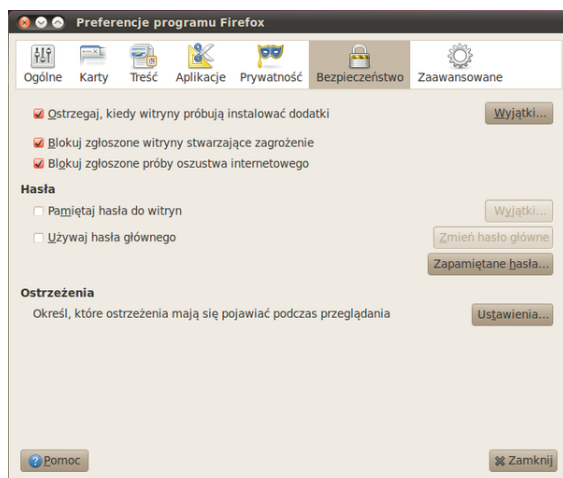 Preferencje programu Firefox
Ogólne Karty Treść Aplikacje Prywatność Bezpieczeństwo Zaawansowane
Ostrzegaj, kiedy witryny próbują instalować dodatki Wyjątki...
Blokuj zgłoszone witryny stwarzające zagrożenie
Blokuj zgłoszone próby oszustwa internetowego
Hasła
Pamiętaj hasła do witryn Wyjątki...
Używaj hasła głównego Zmień hasło główne
Zapamiętane hasła...
Ostrzeżenia
Określ, które ostrzeżenia mają się pojawiać podczas przeglądania Ustawienia...
Pomoc Zamknij